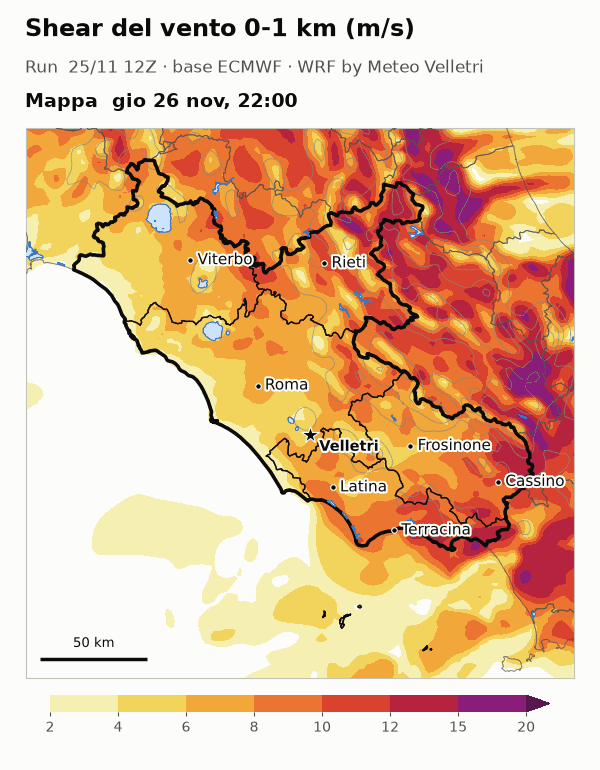 Shear del vento 0-1 km (m/s)
Run  25/11 12Z · base ECMWF · WRF by Meteo Velletri
Mappa  gio 26 nov, 22:00
Viterbo
Rieti
Roma
Velletri
Frosinone
Cassino
Latina
Terracina
50 km
2 4 6 8 10 12 15 20